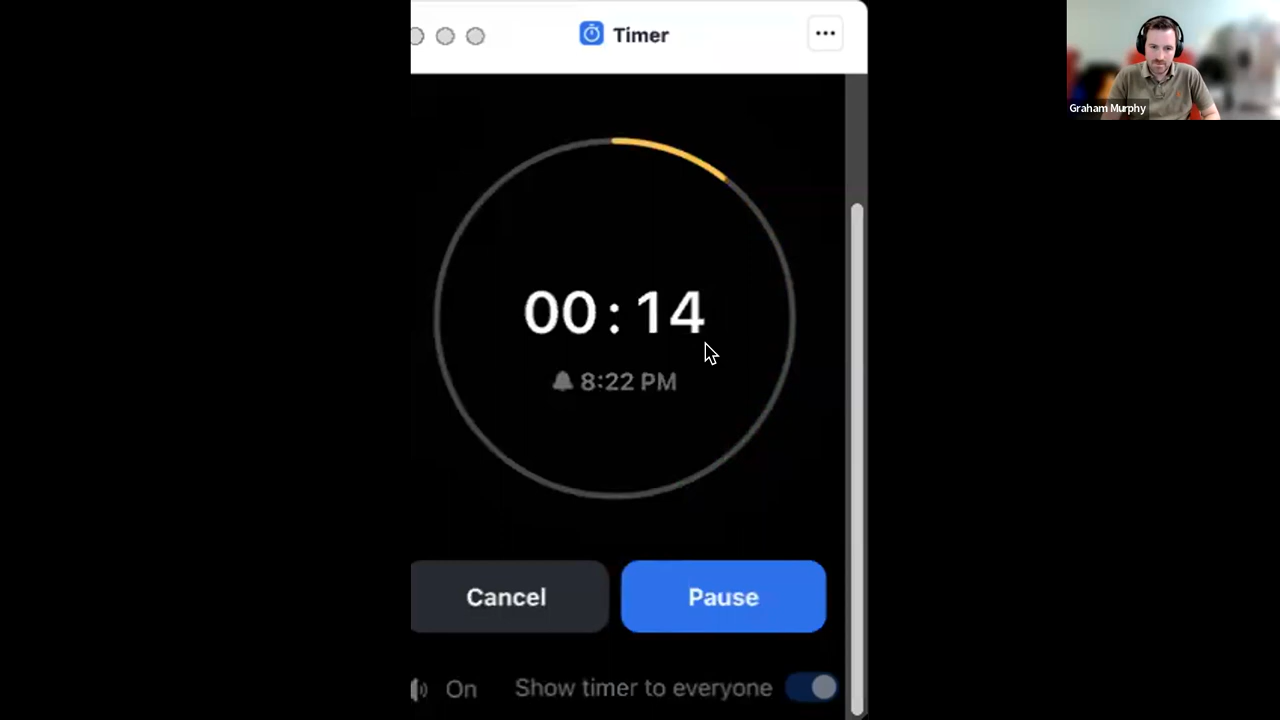 Timer
Graham Murphy
00:14
8:22 PM
Cancel
Pause
On
Show timer to everyone